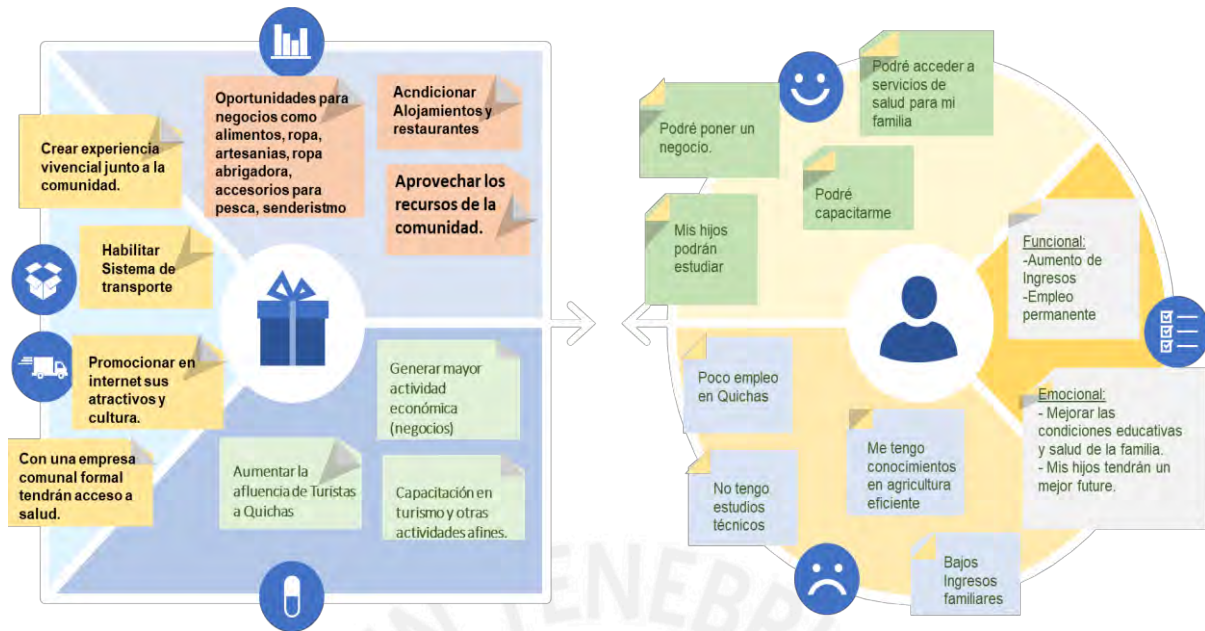 Crear experiencia
vivencial junto a la
comunidad.
Habilitar
Sistema de
transporte
Promocionar en
internet sus
atractivos y
cultura.
Con una empresa
comunal formal
tendrán acceso a
salud.
Oportunidades para
negocios como
alimentos, ropa,
artesanias, ropa
abrigadora,
accesorios para
pesca, senderistmo
Acndicionar
Alojamientos y
restaurantes
Aprovechar los
recursos de la
comunidad.
Generar mayor
actividad
económica
(negocios)
Aumentar la
afluencia de Turistas
a Quichas
Capacitación en
turismo y otras
actividades afines.
Podré poner un
negocio.
Podré acceder a
servicios de
salud para mi
familia
Mis hijos
podrán
estudiar
Podré
capacitarme
Funcional:
-Aumento de
Ingresos
-Empleo
permanente
Emocional:
- Mejorar las
condiciones educativas
y salud de la familia.
- Mis hijos tendrán un
mejor future.
Poco empleo
en Quichas
No tengo
estudios
técnicos
Me tengo
conocimientos
en agricultura
eficiente
Bajos
Ingresos
familiares
TENEBR